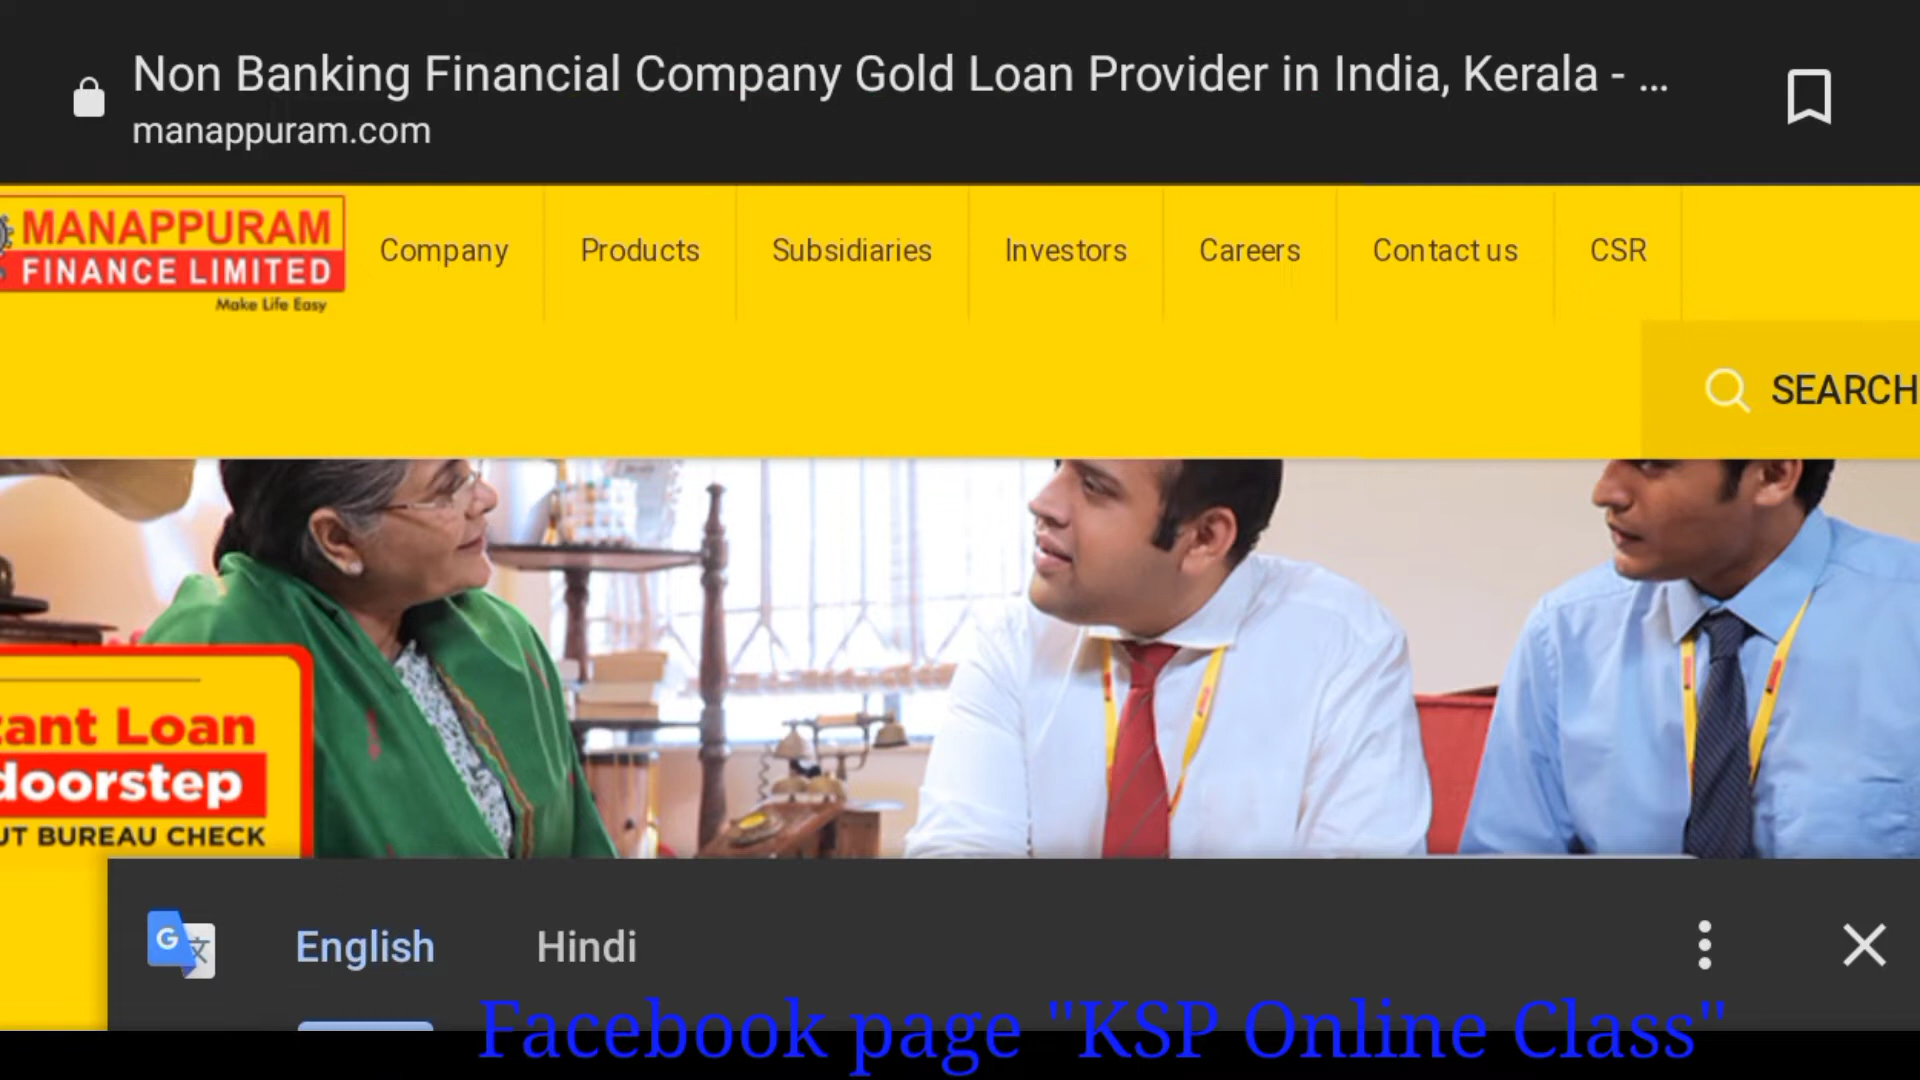 Non Banking Financial Company Gold Loan Provider in India, Kerala - ...
manappuram.com
MANAPPURAM
FINANCE LIMITED
Make Life Easy
Company
Products
Subsidiaries
Investors
Careers
Contact us
CSR
SEARCH
tant Loan
doorstep
UT BUREAU CHECK
G 文
English
Hindi
Facebook page "KSP Online Class"